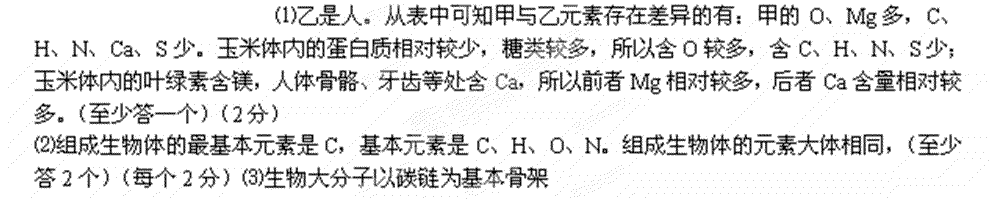 ⑴乙是人。从表中可知甲与乙元素存在差异的有：甲的 O、Mg 多，C、
H、N、Ca、S 少。玉米体内的蛋白质相对较少，糖类较多，所以含 O 较多，含 C、H、N、S 少；
玉米体内的叶绿素含镁，人体骨骼、牙齿等处含 Ca，所以前者 Mg 相对较多，后者 Ca 含量相对较
多。（至少答一个）（2 分）
⑵组成生物体的最基本元素是 C，基本元素是 C、H、O、N。组成生物体的元素大体相同，（至少
答 2 个）（每个 2 分）⑶生物大分子以碳链为基本骨架